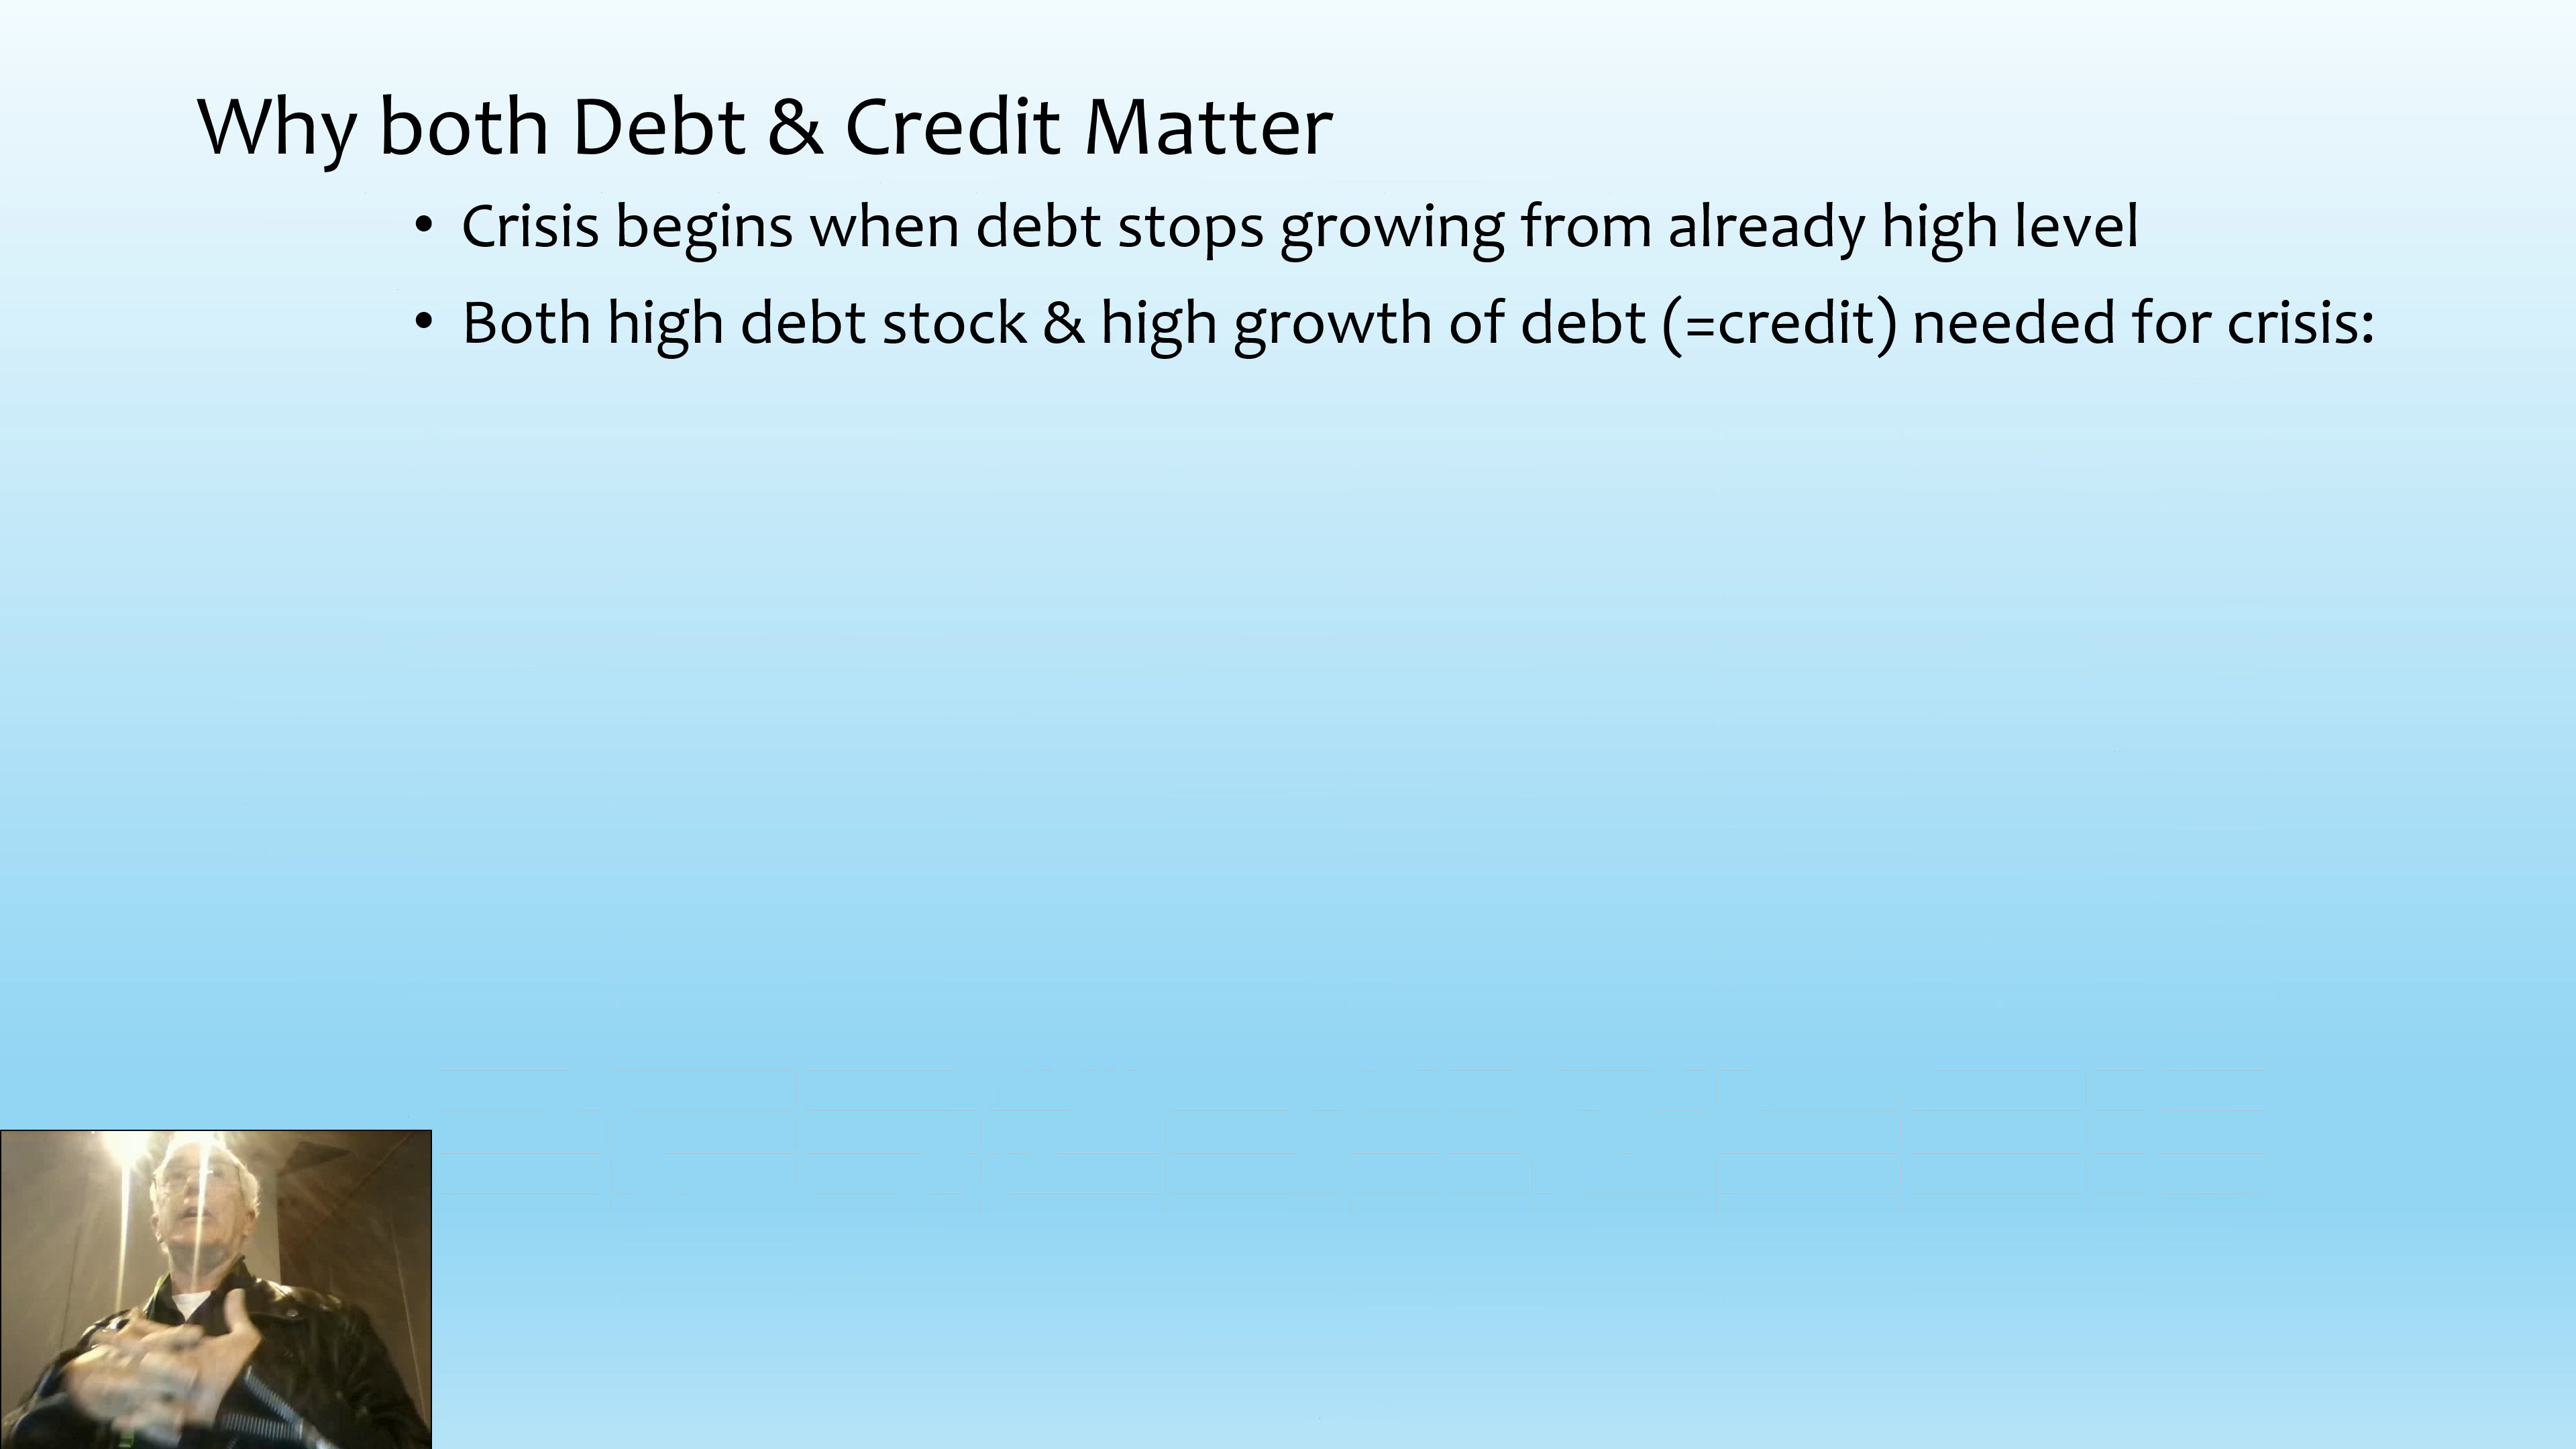 Why both Debt & Credit Matter
• Crisis begins when debt stops growing from already high level
• Both high debt stock & high growth of debt (=credit) needed for crisis: